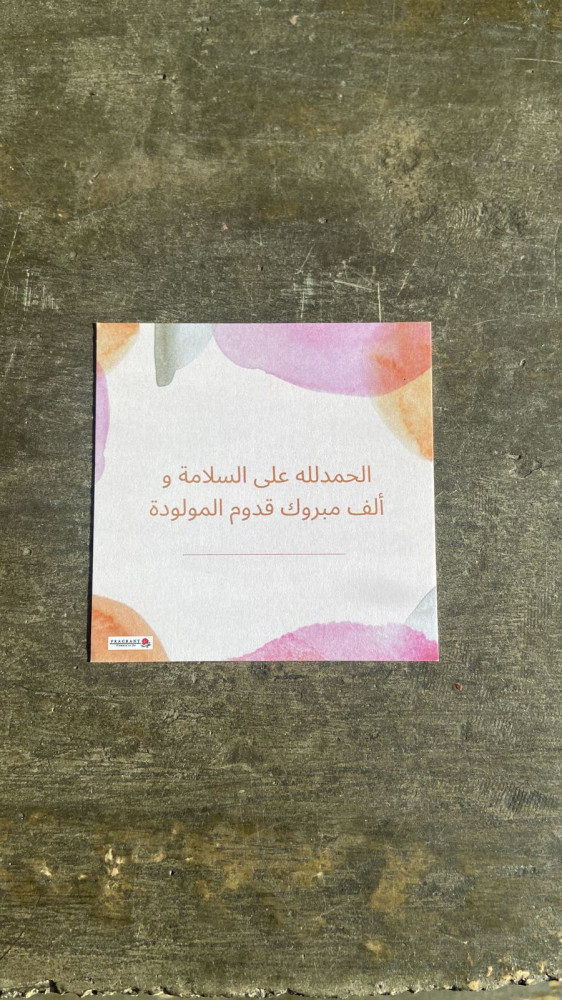 الحمدلله على السلامة و
ألف مبروك قدوم المولودة
FRAGRANT